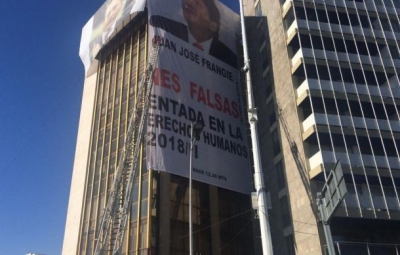 JUAN JOSÉ FRANGIE
NES FALSAS
ENTADA EN LA
ERECHOS HUMANOS
2018/I